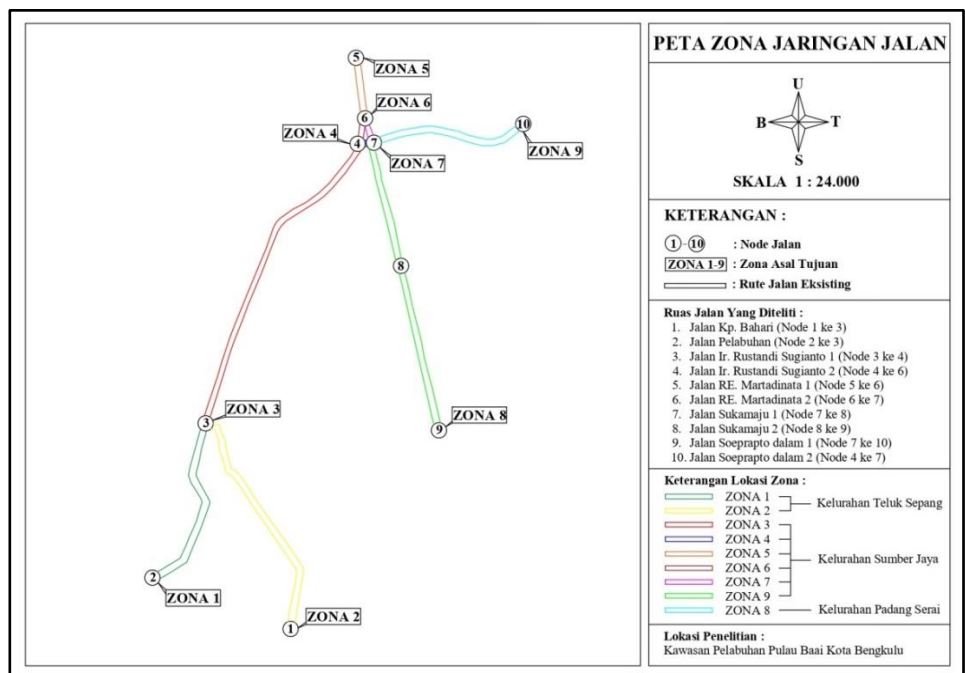 5
ZONA 5
6
ZONA 6
ZONA 4
4
7
ZONA 7
10
ZONA 9
8
3
ZONA 3
9
ZONA 8
2
ZONA 1
1
ZONA 2
PETA ZONA JARINGAN JALAN
U
B
T
S
SKALA 1 : 24.000
KETERANGAN :
1 - 10 : Node Jalan
ZONA 1-9 : Zona Asal Tujuan
: Rute Jalan Eksisting
Ruas Jalan Yang Diteliti :
1. Jalan Kp. Bahari (Node 1 ke 3)
2. Jalan Pelabuhan (Node 2 ke 3)
3. Jalan Ir. Rustandi Sugianto 1 (Node 3 ke 4)
4. Jalan Ir. Rustandi Sugianto 2 (Node 4 ke 6)
5. Jalan RE. Martadinata 1 (Node 5 ke 6)
6. Jalan RE. Martadinata 2 (Node 6 ke 7)
7. Jalan Sukamaju 1 (Node 7 ke 8)
8. Jalan Sukamaju 2 (Node 8 ke 9)
9. Jalan Soeprapto dalam 1 (Node 7 ke 10)
10. Jalan Soeprapto dalam 2 (Node 4 ke 7)
Keterangan Lokasi Zona :
ZONA 1
ZONA 2
Kelurahan Teluk Sepang
ZONA 3
ZONA 4
ZONA 5
ZONA 6
ZONA 7
ZONA 9
Kelurahan Sumber Jaya
ZONA 8
Kelurahan Padang Serai
Lokasi Penelitian :
Kawasan Pelabuhan Pulau Baai Kota Bengkulu